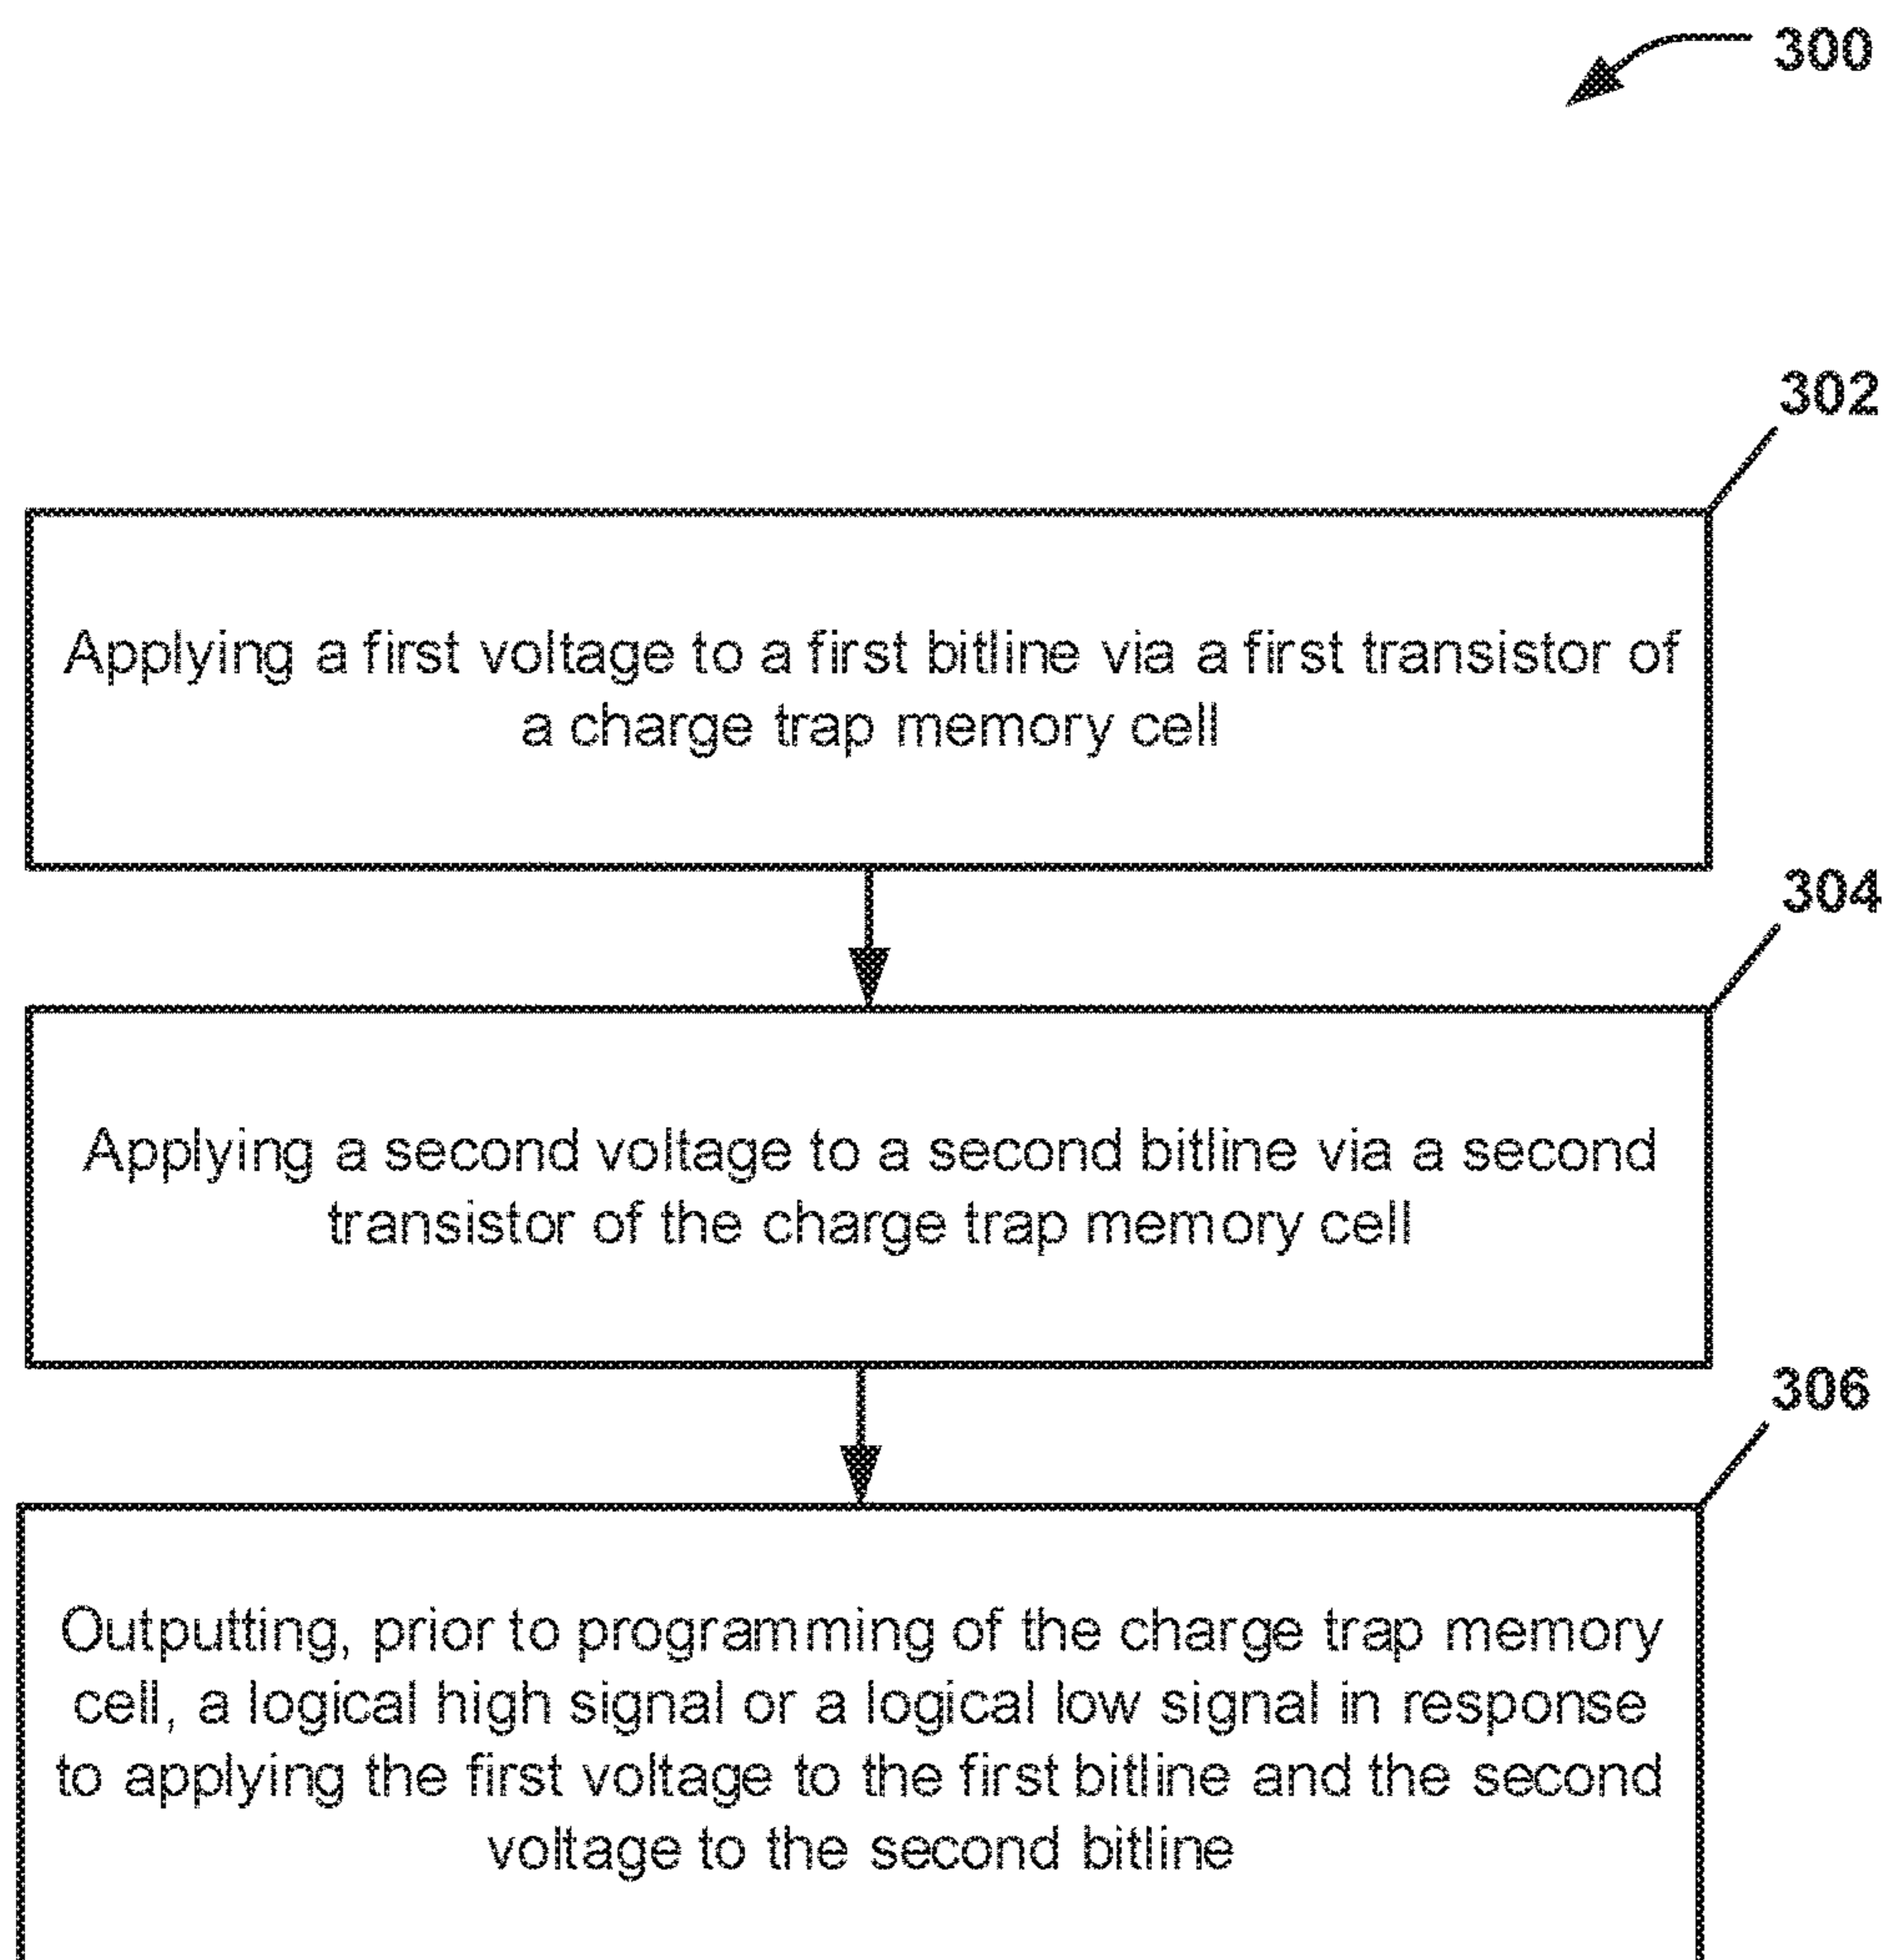 300
302
Applying a first voltage to a first bitline via a first transistor of
a charge trap memory cell
304
Applying a second voltage to a second bitline via a second
transistor of the charge trap memory cell
306
Outputting, prior to programming of the charge trap memory
cell, a logical high signal or a logical low signal in response
to applying the first voltage to the first bitline and the second
voltage to the second bitline